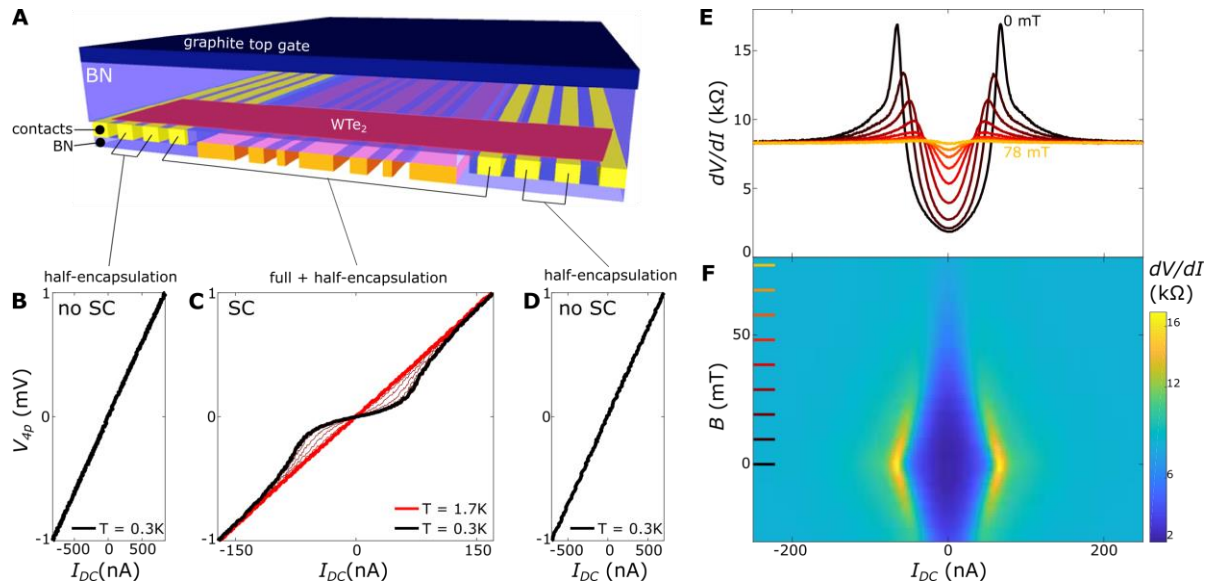 A
graphite top gate
BN
WTe₂
contacts
BN
half-encapsulation
full + half-encapsulation
half-encapsulation
B
no SC
C
SC
D
no SC
V4p (mV)
1
0
-1
T = 0.3K
-500
0
500
IDC(nA)
1
0
-1
T = 1.7K
T = 0.3K
-150
0
150
IDC(nA)
1
0
-1
T = 0.3K
-500
0
500
IDC(nA)
E
0 mT
78 mT
dV/dI (kΩ)
15
10
5
0
F
B (mT)
50
0
-200
0
200
IDC (nA)
dV/dI
(kΩ)
16
12
8
6
2